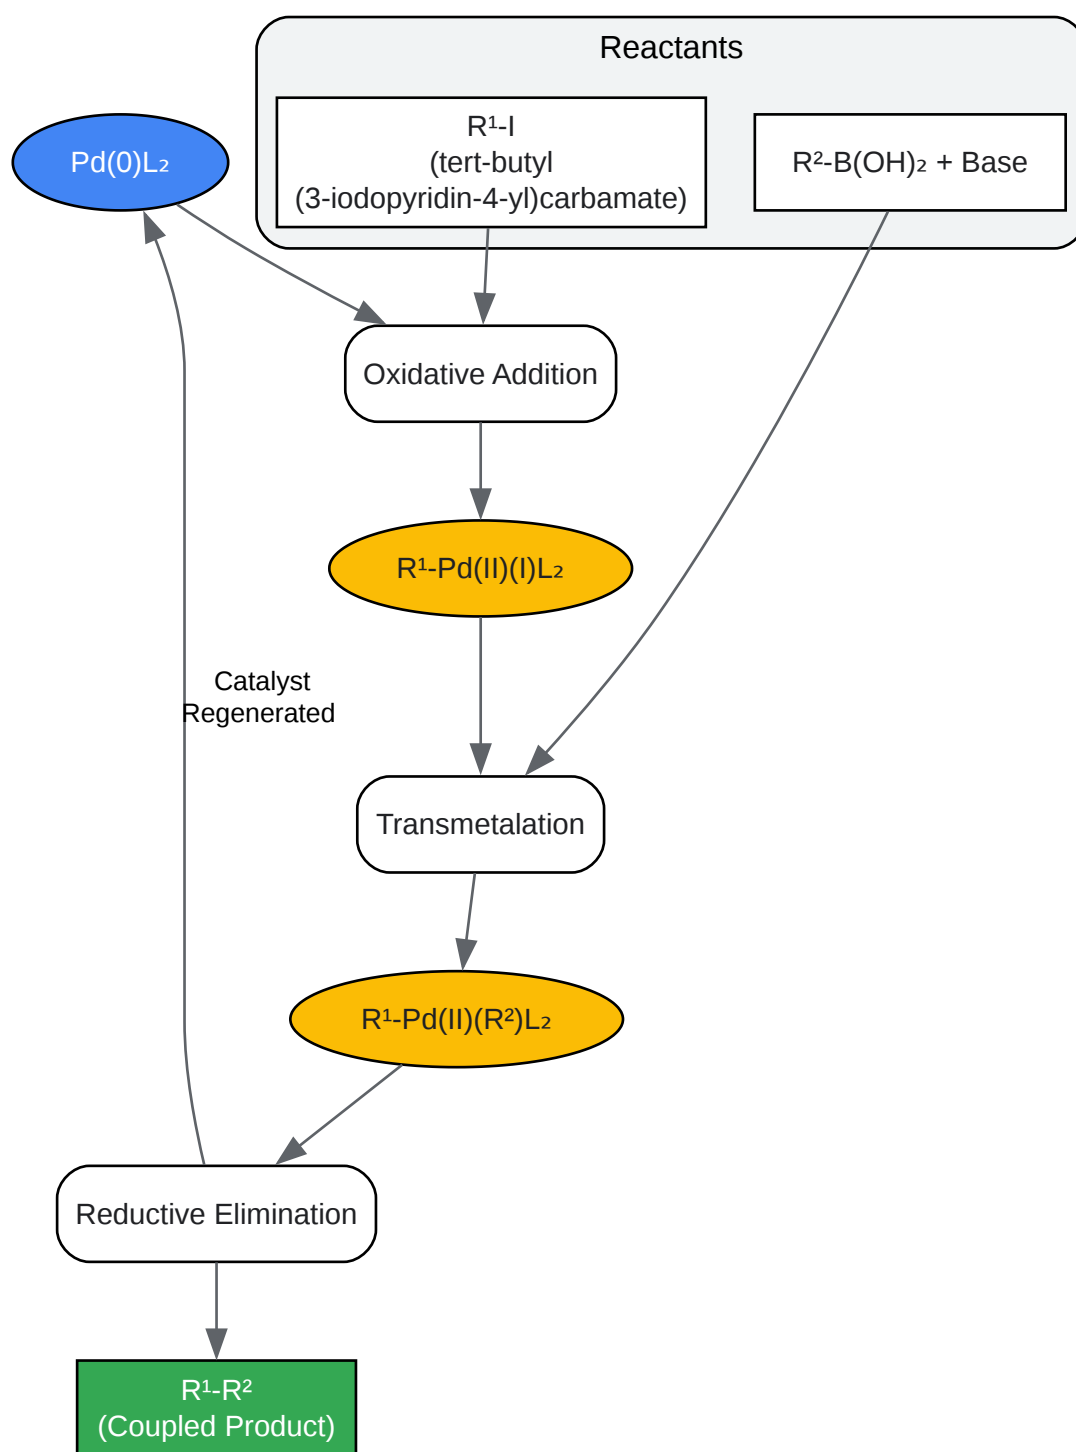 Reactants
R¹-I
(tert-butyl
(3-iodopyridin-4-yl)carbamate)
R²-B(OH)₂ + Base
Pd(0)L₂
Oxidative Addition
R¹-Pd(II)(I)L₂
Catalyst
Regenerated
Transmetalation
R¹-Pd(II)(R²)L₂
Reductive Elimination
R¹-R²
(Coupled Product)